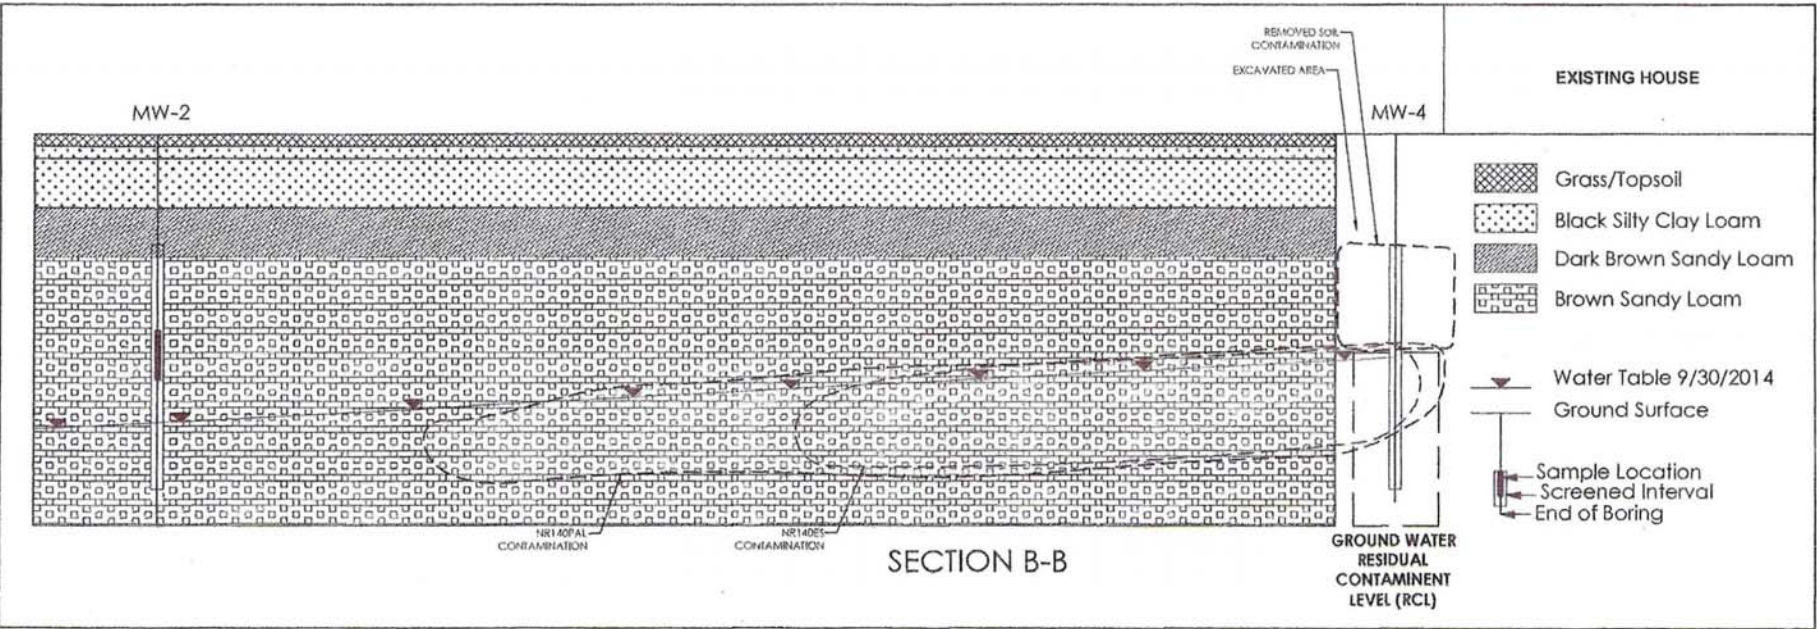 REMOVED SOIL
CONTAMINATION
EXCAVATED AREA
EXISTING HOUSE
MW-2
MW-4
Grass/Topsoil
Black Silty Clay Loam
Dark Brown Sandy Loam
Brown Sandy Loam
Water Table 9/30/2014
Ground Surface
Sample Location
Screened Interval
End of Boring
NR140PAL
CONTAMINATION
NR140ES
CONTAMINATION
SECTION B-B
GROUND WATER
RESIDUAL
CONTAMINENT
LEVEL (RCL)